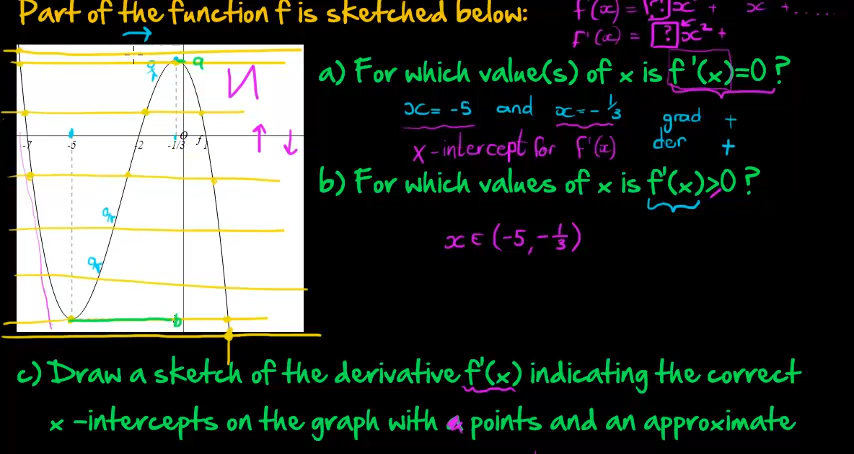 Part of the function f is sketched below:
f(x) = [?]x³ + x +......
f'(x) = [?]x² +
a) For which value(s) of x is f'(x)=0 ?
x = -5 and x = -1/3
x-intercept for f'(x)
grad +
der +
b) For which values of x is f'(x)>0 ?
x ∈ (-5, -1/3)
a
-7 -5 -2 -1/3 O 1
b
c) Draw a sketch of the derivative f'(x) indicating the correct
x-intercepts on the graph with a points and an approximate